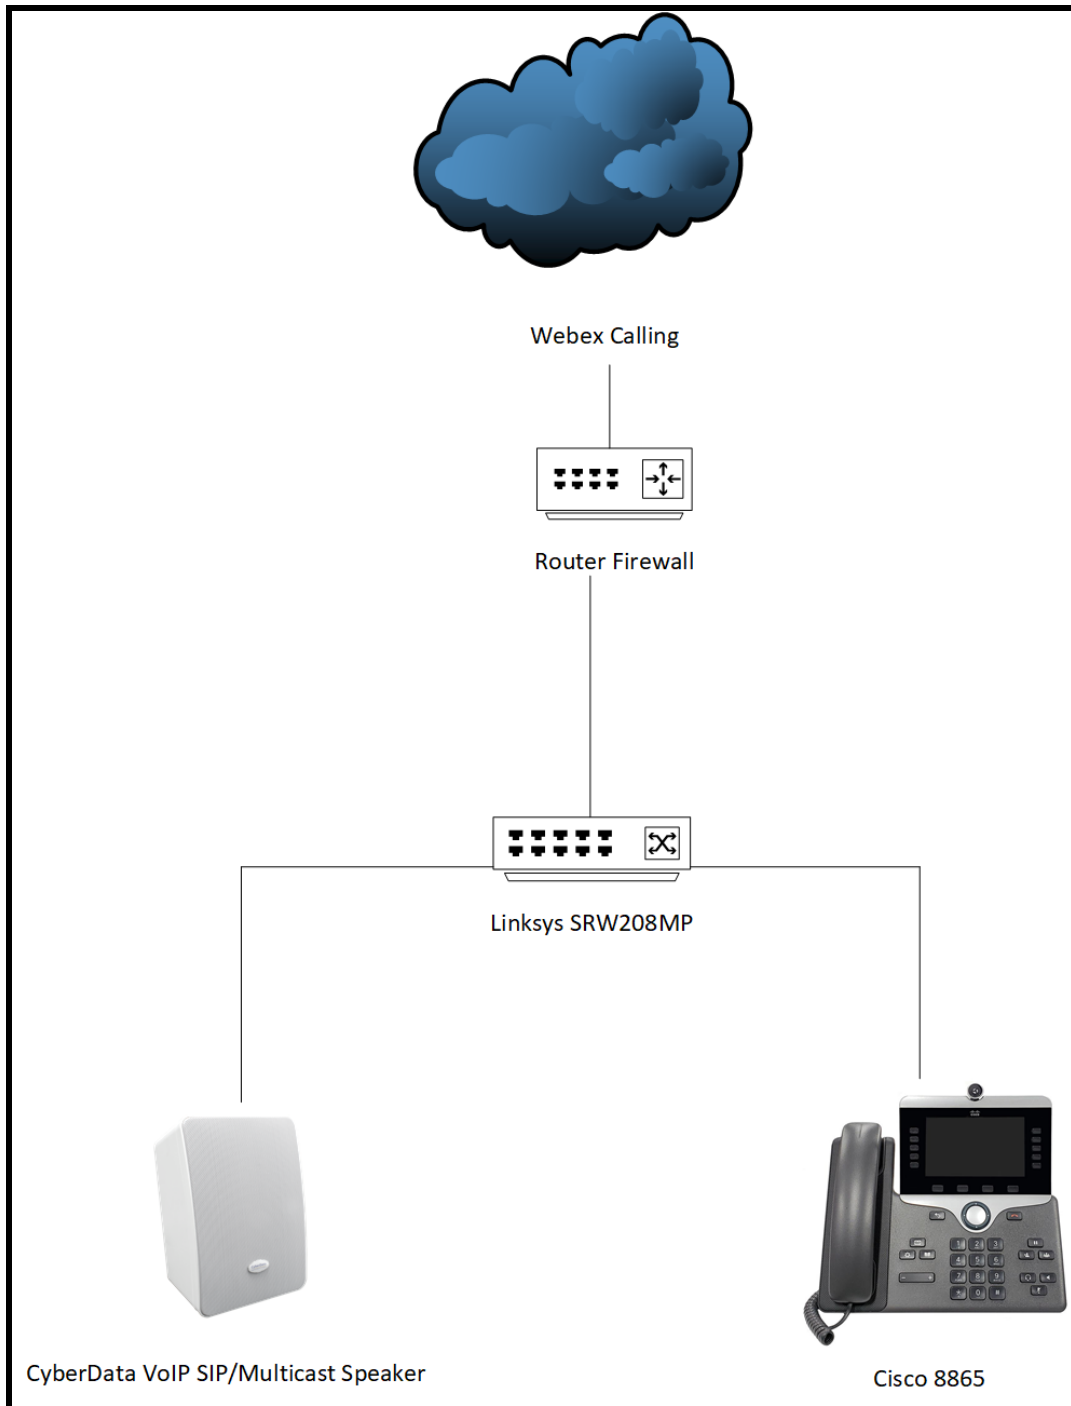 Webex Calling
Router Firewall
Linksys SRW208MP
CyberData VoIP SIP/Multicast Speaker
Cisco 8865